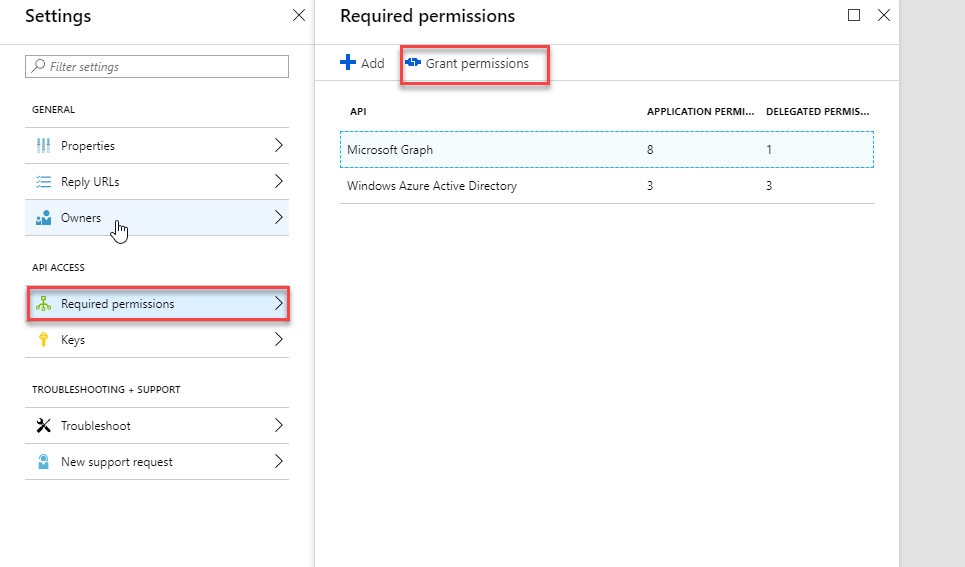 Settings
Filter settings
GENERAL
Properties
Reply URLs
Owners
API ACCESS
Required permissions
Keys
TROUBLESHOOTING + SUPPORT
Troubleshoot
New support request
Required permissions
Add Grant permissions
API APPLICATION PERMI... DELEGATED PERMIS...
Microsoft Graph 8 1
Windows Azure Active Directory 3 3